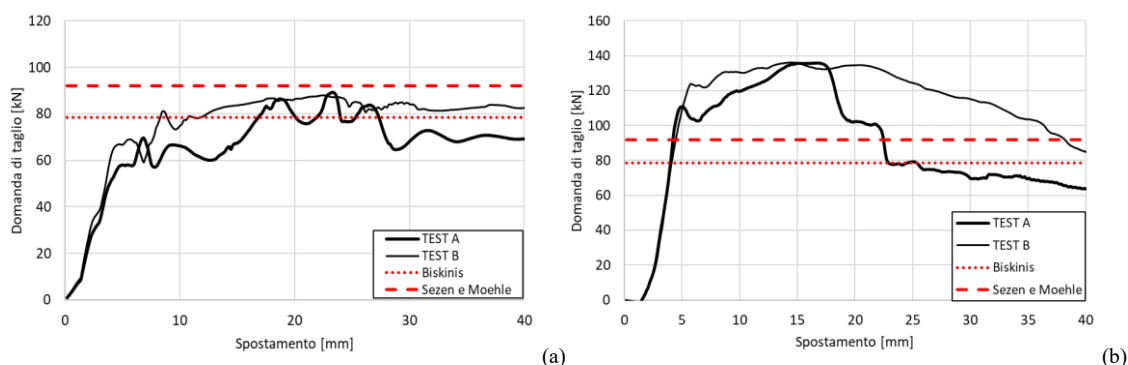 120
100
80
60
40
20
0
Domanda di taglio [kN]
0 10 20 30 40
Spostamento [mm]
TEST A
TEST B
Biskinis
Sezen e Moehle
(a)
160
140
120
100
80
60
40
20
0
Domanda di taglio [kN]
0 5 10 15 20 25 30 35 40
Spostamento [mm]
TEST A
TEST B
Biskinis
Sezen e Moehle
(b)